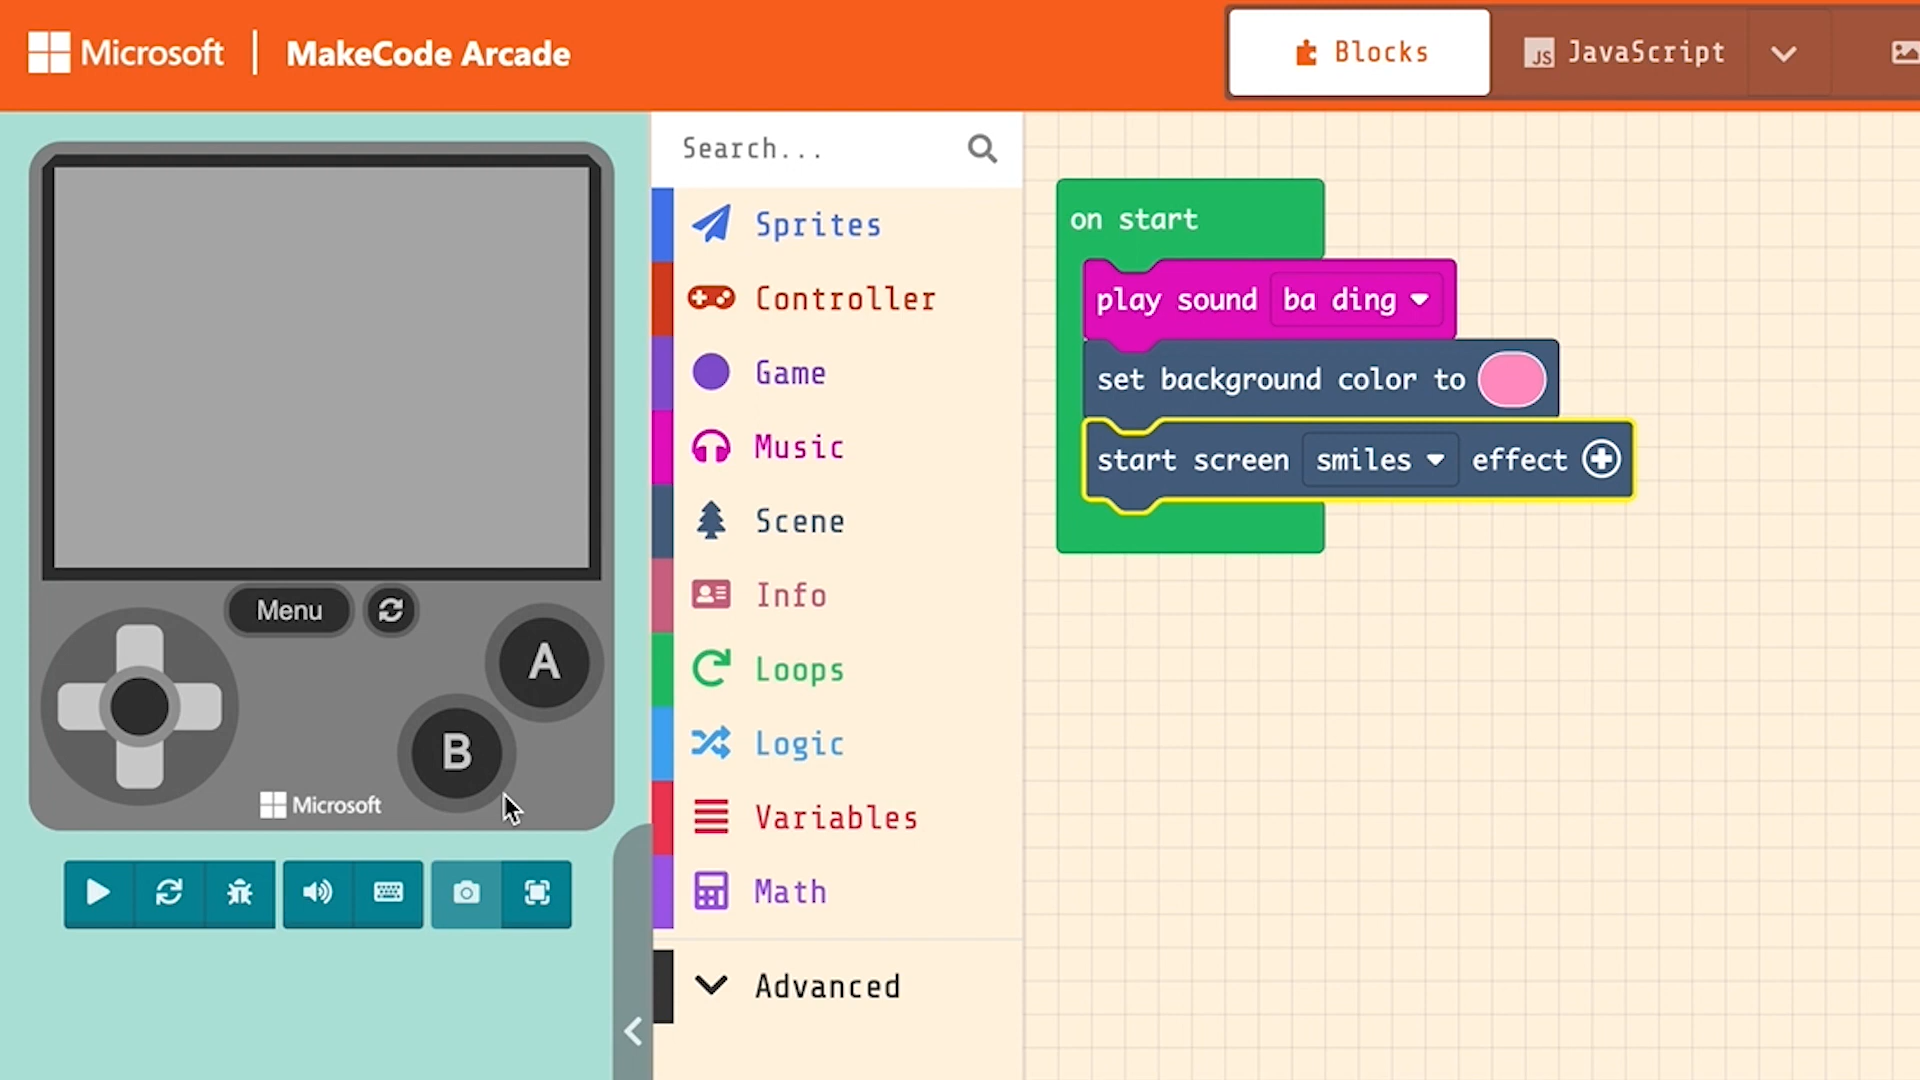 Microsoft | MakeCode Arcade
Blocks
JS JavaScript
Menu
A
B
Microsoft
Search...
Sprites
Controller
Game
Music
Scene
Info
Loops
Logic
Variables
Math
Advanced
on start
play sound ba ding
set background color to
start screen smiles effect